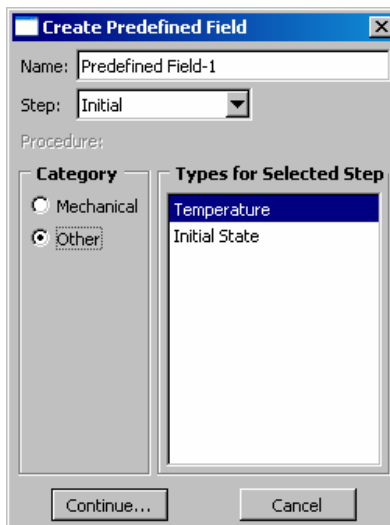 Create Predefined Field
Name: Predefined Field-1
Step: Initial
Procedure:
Category
Mechanical
Other
Types for Selected Step
Temperature
Initial State
Continue...
Cancel